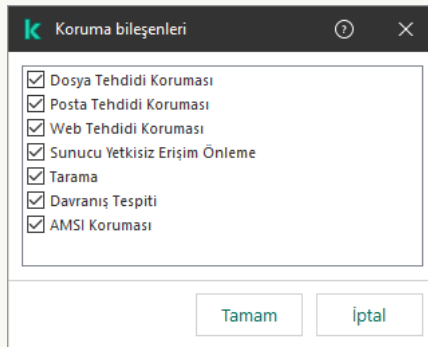 Koruma bileşenleri
Dosya Tehdidi Koruması
Posta Tehdidi Koruması
Web Tehdidi Koruması
Sunucu Yetkisiz Erişim Önleme
Tarama
Davranış Tespiti
AMSI Koruması
Tamam İptal